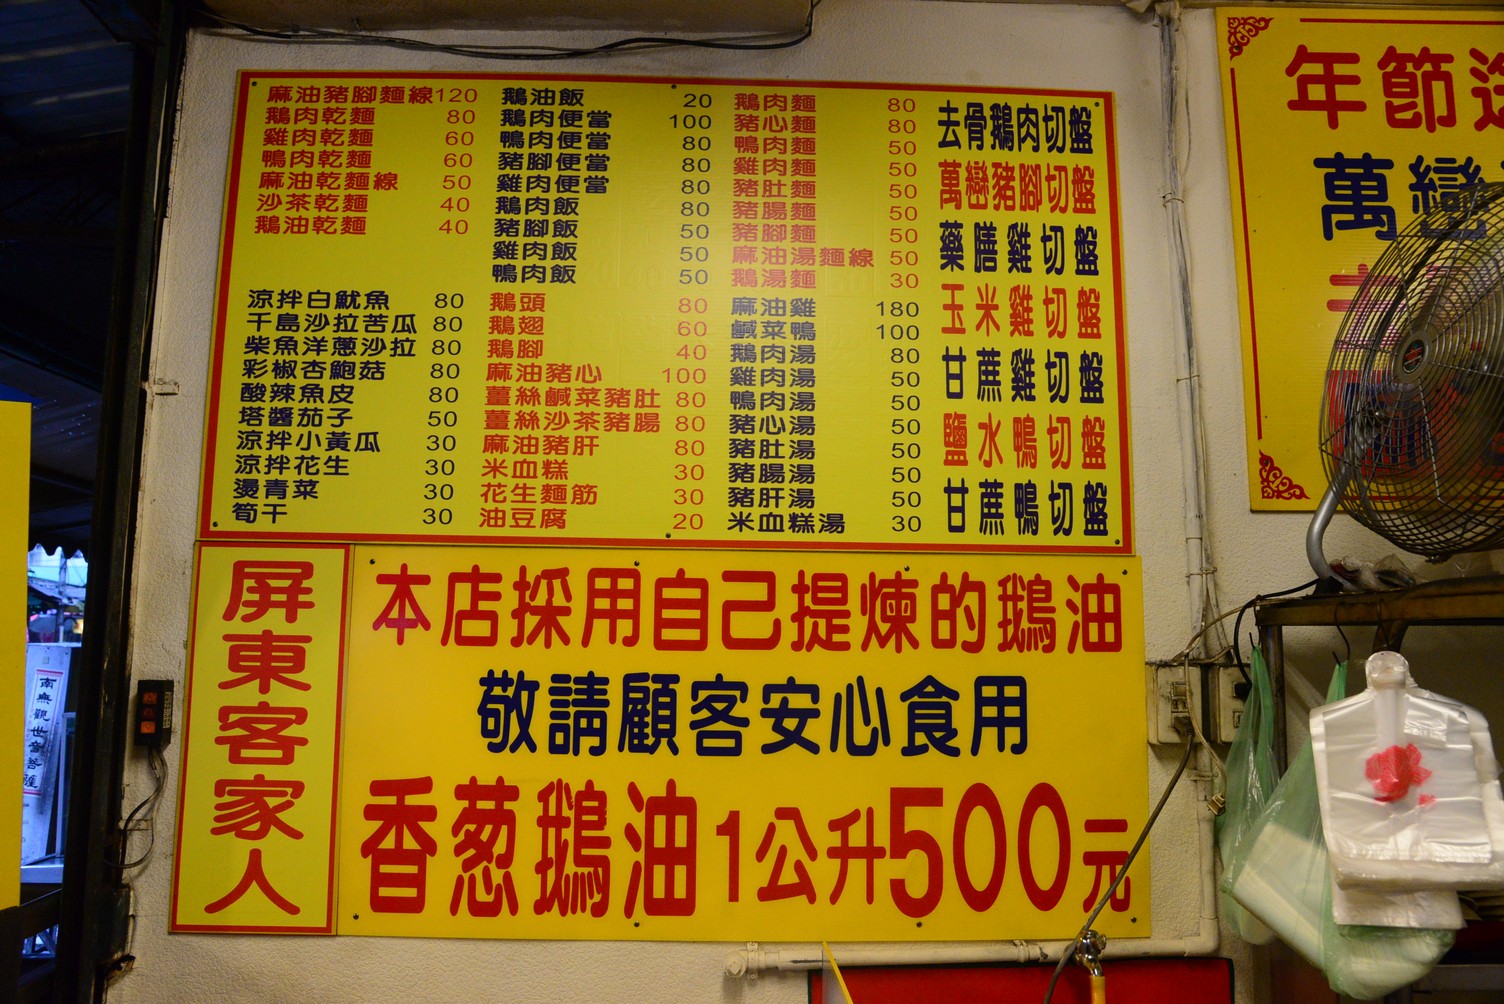 麻油豬腳麵線120
鵝肉乾麵 80
雞肉乾麵 60
鴨肉乾麵 60
麻油乾麵線 50
沙茶乾麵 40
鵝油乾麵 40
鵝油飯 20
鵝肉便當 100
鴨肉便當 80
豬腳便當 80
雞肉便當 80
鵝肉飯 80
豬腳飯 50
雞肉飯 50
鴨肉飯 50
鵝肉麵 80
豬心麵 80
鴨肉麵 50
雞肉麵 50
豬肚麵 50
豬腸麵 50
豬腳麵 50
麻油湯麵線 50
鵝湯麵 30
涼拌白魷魚 80
千島沙拉苦瓜 80
柴魚洋蔥沙拉 80
彩椒杏鮑菇 80
酸辣魚皮 80
塔醬茄子 50
涼拌小黃瓜 30
涼拌花生 30
燙青菜 30
筍干 30
鵝頭 80
鵝翅 60
鵝腳 40
麻油豬心 100
薑絲鹹菜豬肚 80
薑絲沙茶豬腸 80
麻油豬肝 80
米血糕 30
花生麵筋 30
油豆腐 20
麻油雞 180
鹹菜鴨 100
鵝肉湯 80
雞肉湯 50
鴨肉湯 50
豬心湯 50
豬肚湯 50
豬腸湯 50
豬肝湯 50
米血糕湯 30
去骨鵝肉切盤
萬巒豬腳切盤
藥膳雞切盤
玉米雞切盤
甘蔗雞切盤
鹽水鴨切盤
甘蔗鴨切盤
屏東客家人
本店採用自己提煉的鵝油
敬請顧客安心食用
香葱鵝油1公升500元
年節
萬巒
南無觀世音菩薩